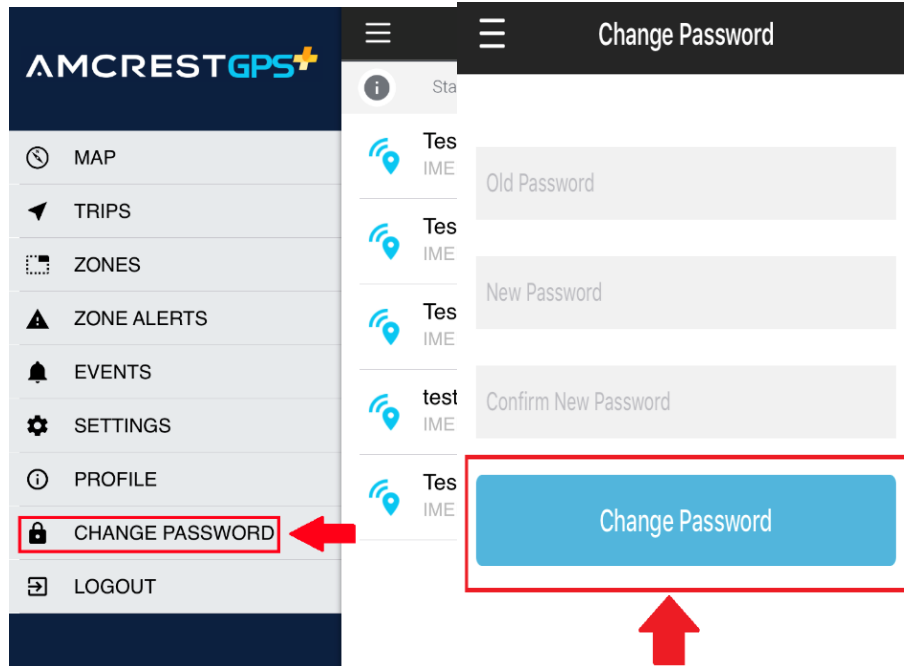 AMCRESTGPS+
MAP
TRIPS
ZONES
ZONE ALERTS
EVENTS
SETTINGS
PROFILE
CHANGE PASSWORD
LOGOUT
Sta
Tes
IME
Tes
IME
Tes
IME
test
IME
Tes
IME
Change Password
Old Password
New Password
Confirm New Password
Change Password